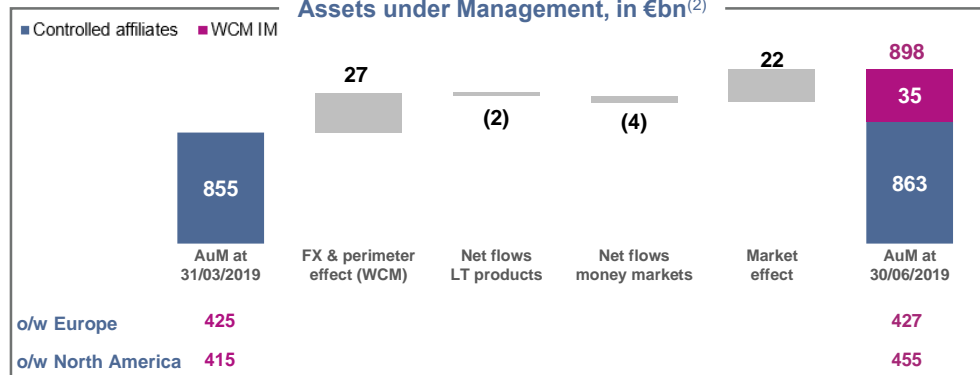 Assets under Management, in €bn(2)
Controlled affiliates WCM IM
27
(2)
(4)
22
898
35
855
863
AuM at
31/03/2019
FX & perimeter
effect (WCM)
Net flows
LT products
Net flows
money markets
Market
effect
AuM at
30/06/2019
o/w Europe 425 427
o/w North America 415 455